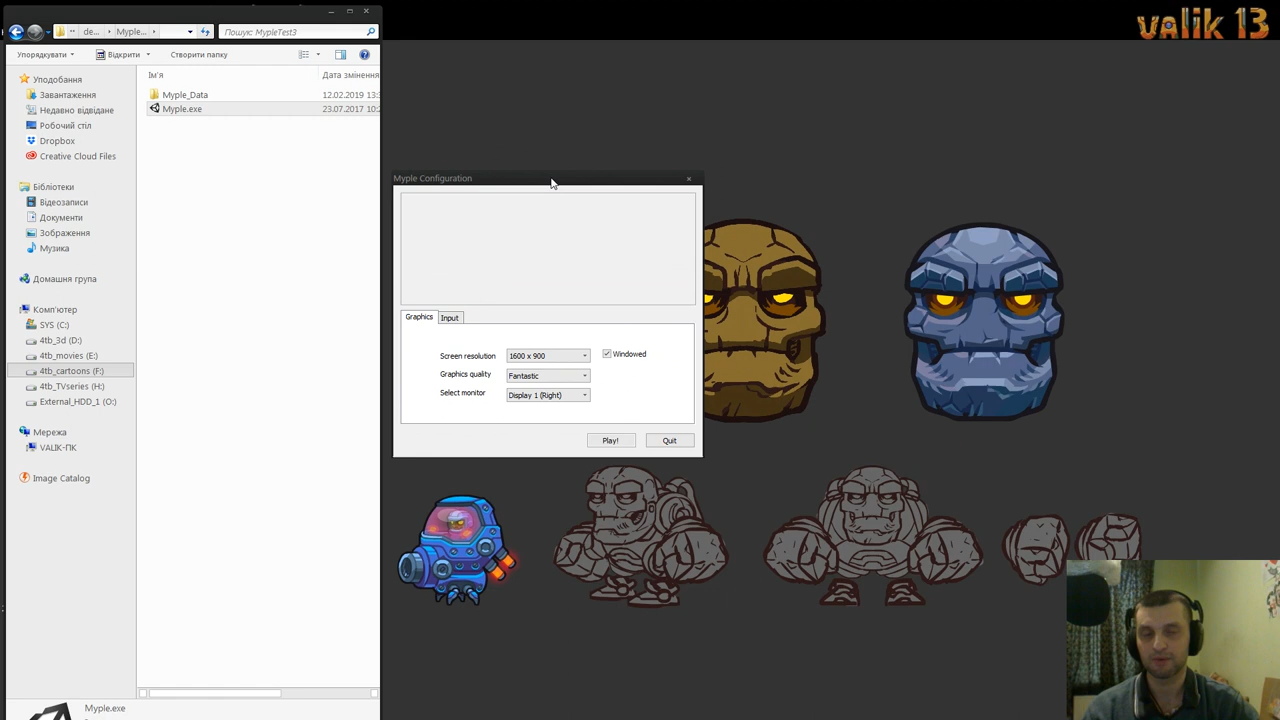 valik 13
de...
Myple...
Пошук: MypleTest3
Упорядкувати
Відкрити
Створити папку
Ім'я
Дата змінення
Уподобання
Завантаження
Недавно відвідане
Робочий стіл
Dropbox
Creative Cloud Files
Бібліотеки
Відеозаписи
Документи
Зображення
Музика
Домашня група
Комп'ютер
SYS (C:)
4tb_3d (D:)
4tb_movies (E:)
4tb_cartoons (F:)
4tb_TVseries (H:)
External_HDD_1 (O:)
Мережа
VALIK-ПК
Image Catalog
Myple_Data
12.02.2019 13:
Myple.exe
23.07.2017 10:
Myple Configuration
Graphics
Input
Screen resolution
1600 x 900
Windowed
Graphics quality
Fantastic
Select monitor
Display 1 (Right)
Play!
Quit
Myple.exe